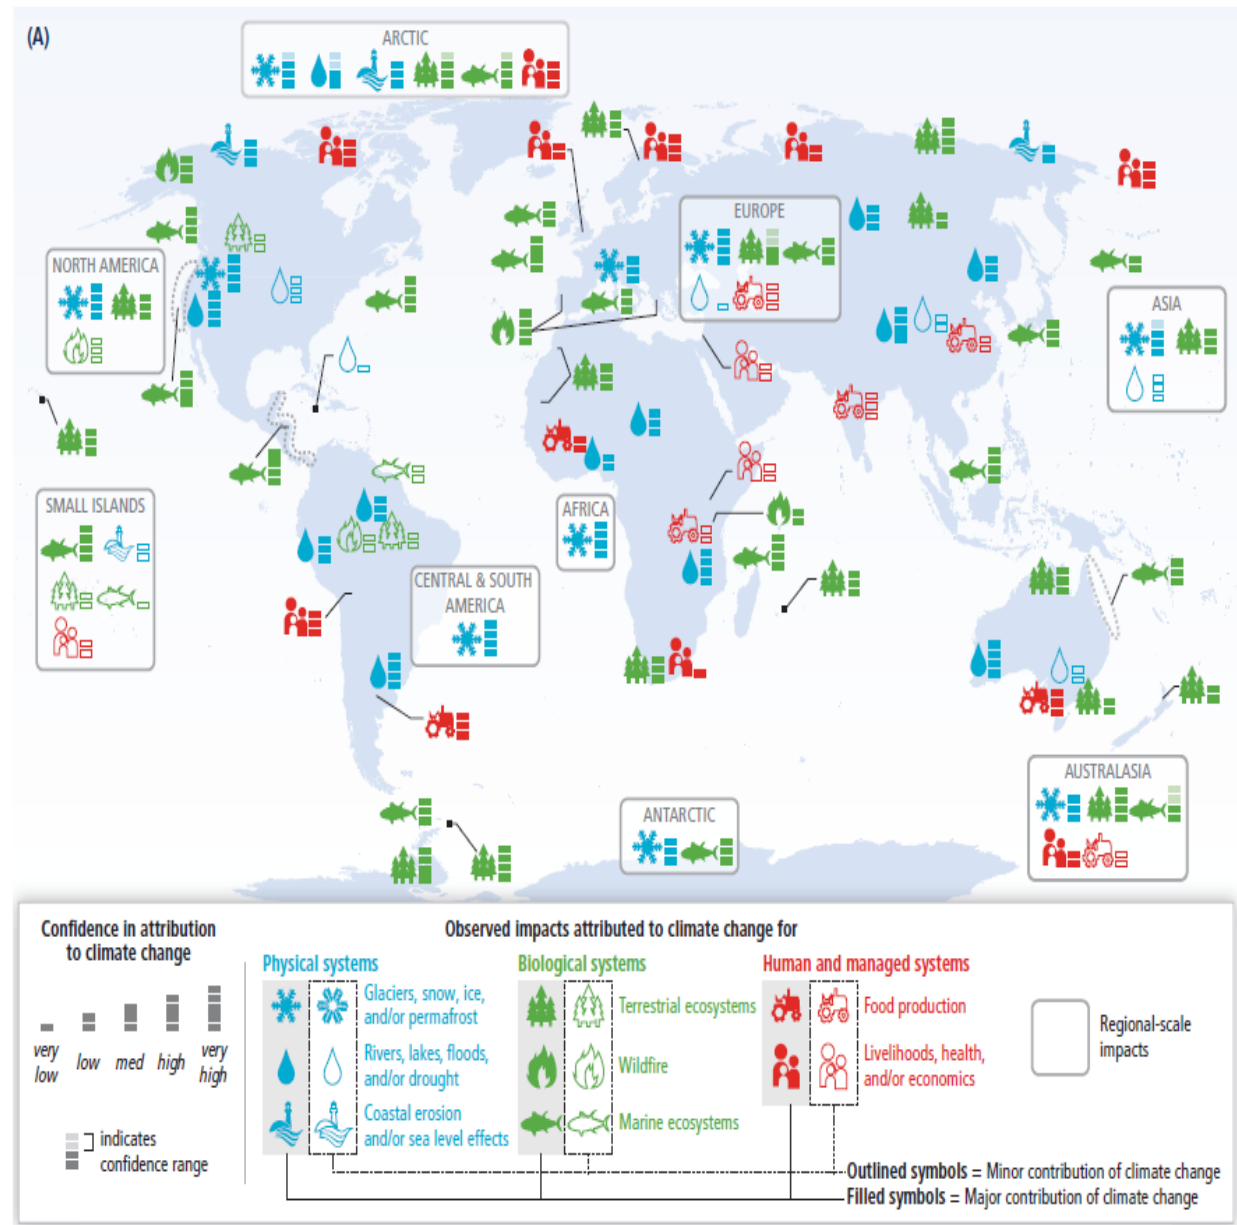 (A)
ARCTIC
EUROPE
NORTH AMERICA
ASIA
SMALL ISLANDS
AFRICA
CENTRAL & SOUTH
AMERICA
AUSTRALASIA
ANTARCTIC
Confidence in attribution
to climate change
very
low
low
med
high
very
high
indicates
confidence range
Observed impacts attributed to climate change for
Physical systems
Glaciers, snow, ice,
and/or permafrost
Rivers, lakes, floods,
and/or drought
Coastal erosion
and/or sea level effects
Biological systems
Terrestrial ecosystems
Wildfire
Marine ecosystems
Human and managed systems
Food production
Livelihoods, health,
and/or economics
Regional-scale
impacts
Outlined symbols = Minor contribution of climate change
Filled symbols = Major contribution of climate change